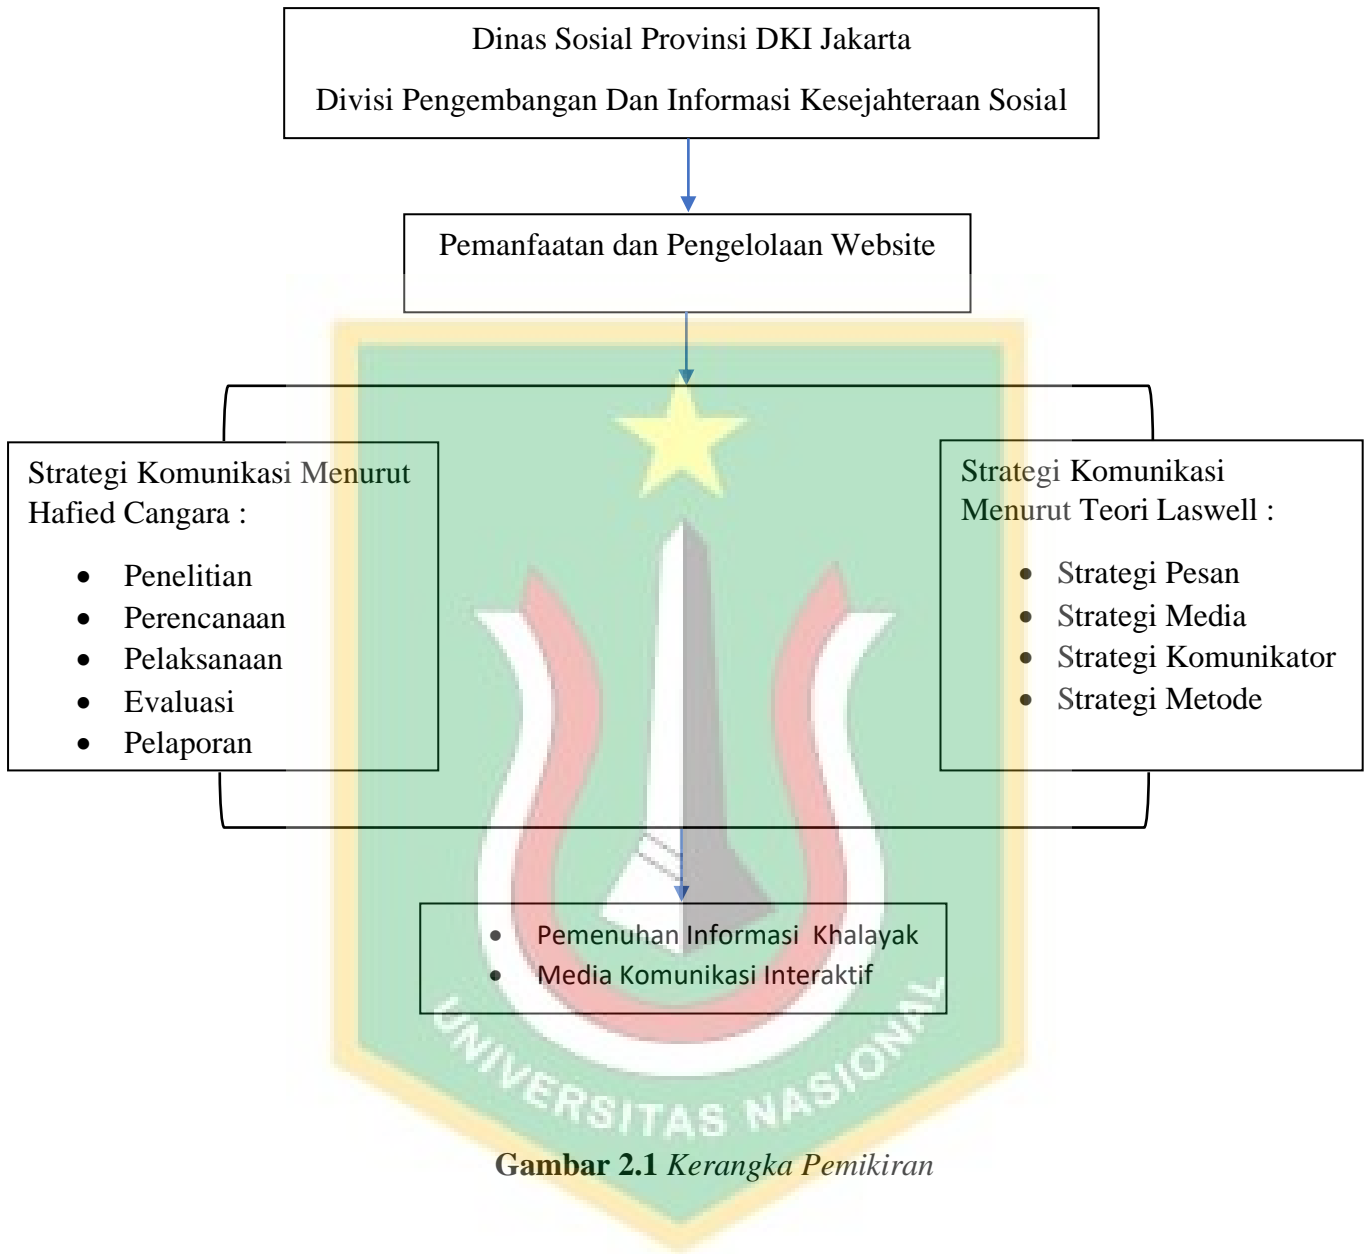 Dinas Sosial Provinsi DKI Jakarta
Divisi Pengembangan Dan Informasi Kesejahteraan Sosial
Pemanfaatan dan Pengelolaan Website
Strategi Komunikasi Menurut
Hafied Cangara :
• Penelitian
• Perencanaan
• Pelaksanaan
• Evaluasi
• Pelaporan
Strategi Komunikasi
Menurut Teori Laswell :
• Strategi Pesan
• Strategi Media
• Strategi Komunikator
• Strategi Metode
• Pemenuhan Informasi Khalayak
• Media Komunikasi Interaktif
UNIVERSITAS NASIONAL
Gambar 2.1 Kerangka Pemikiran